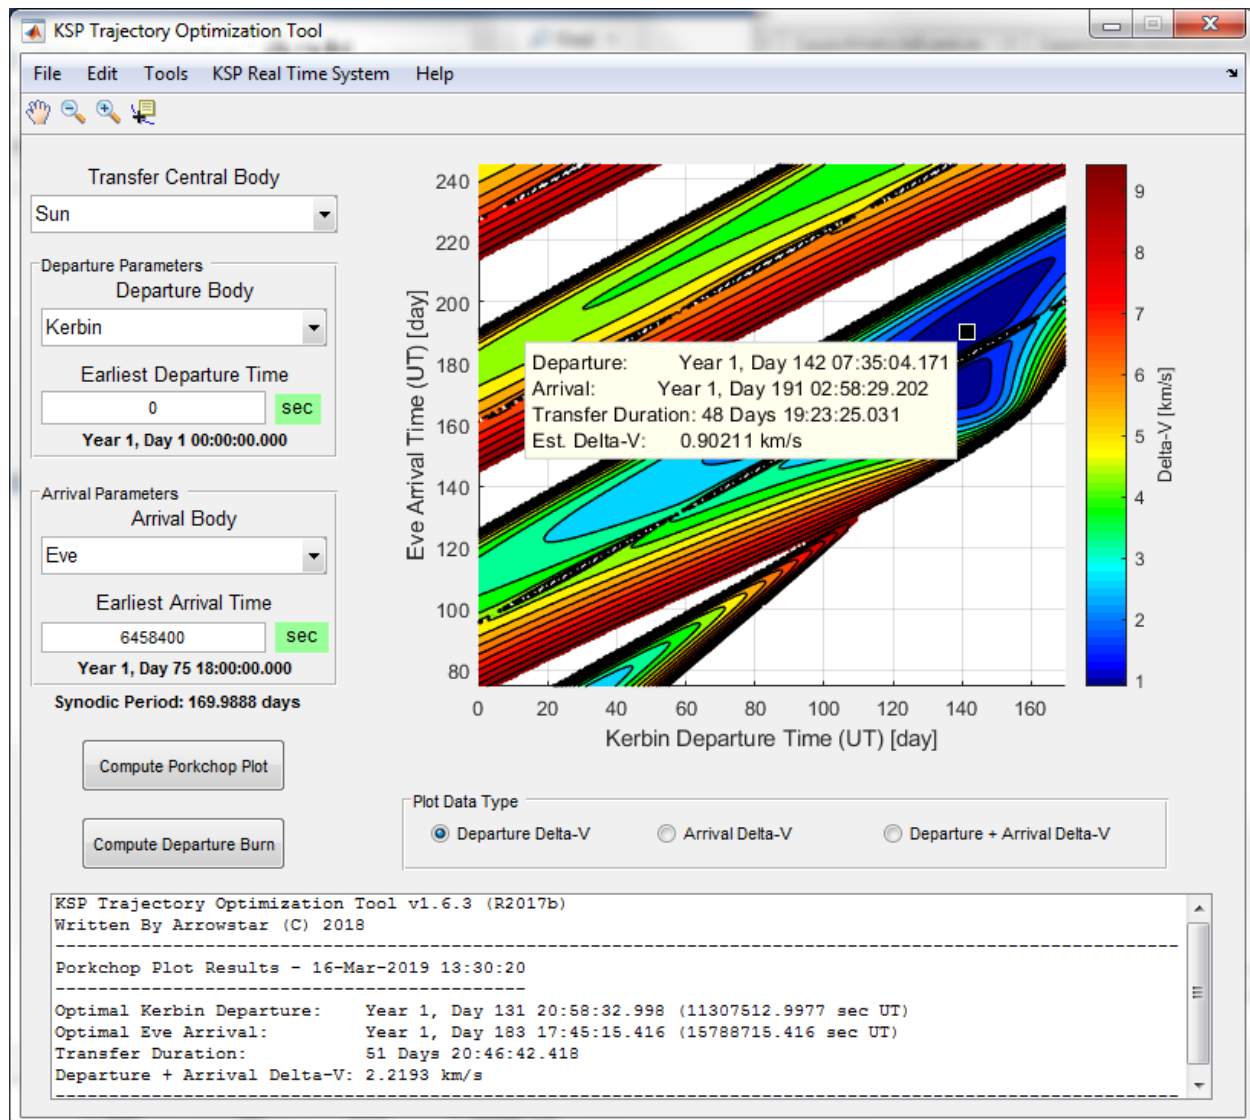 KSP Trajectory Optimization Tool
File Edit Tools KSP Real Time System Help
Transfer Central Body
Sun
Departure Parameters
Departure Body
Kerbin
Earliest Departure Time
0 sec
Year 1, Day 1 00:00:00.000
Arrival Parameters
Arrival Body
Eve
Earliest Arrival Time
6458400 sec
Year 1, Day 75 18:00:00.000
Synodic Period: 169.9888 days
Compute Porkchop Plot
Compute Departure Burn
Eve Arrival Time (UT) [day]
240
220
200
180
160
140
120
100
80
0 20 40 60 80 100 120 140 160
Kerbin Departure Time (UT) [day]
Departure: Year 1, Day 142 07:35:04.171
Arrival: Year 1, Day 191 02:58:29.202
Transfer Duration: 48 Days 19:23:25.031
Est. Delta-V: 0.90211 km/s
9
8
7
6
5
4
3
2
1
Delta-V [km/s]
Plot Data Type
Departure Delta-V Arrival Delta-V Departure + Arrival Delta-V
KSP Trajectory Optimization Tool v1.6.3 (R2017b)
Written By Arrowstar (C) 2018
Porkchop Plot Results - 16-Mar-2019 13:30:20
Optimal Kerbin Departure: Year 1, Day 131 20:58:32.998 (11307512.9977 sec UT)
Optimal Eve Arrival: Year 1, Day 183 17:45:15.416 (15788715.416 sec UT)
Transfer Duration: 51 Days 20:46:42.418
Departure + Arrival Delta-V: 2.2193 km/s